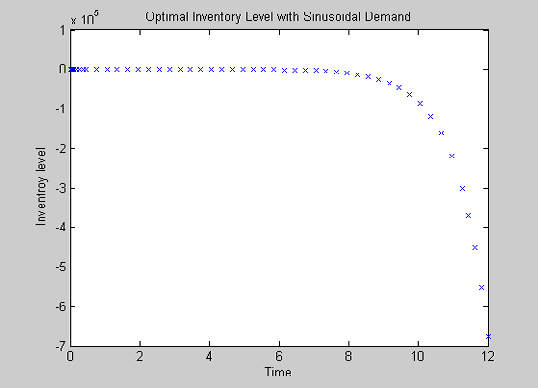 Optimal Inventory Level with Sinusoidal Demand
x 10^5
1
0
-1
-2
-3
-4
-5
-6
-7
Inventroy level
0 2 4 6 8 10 12
Time